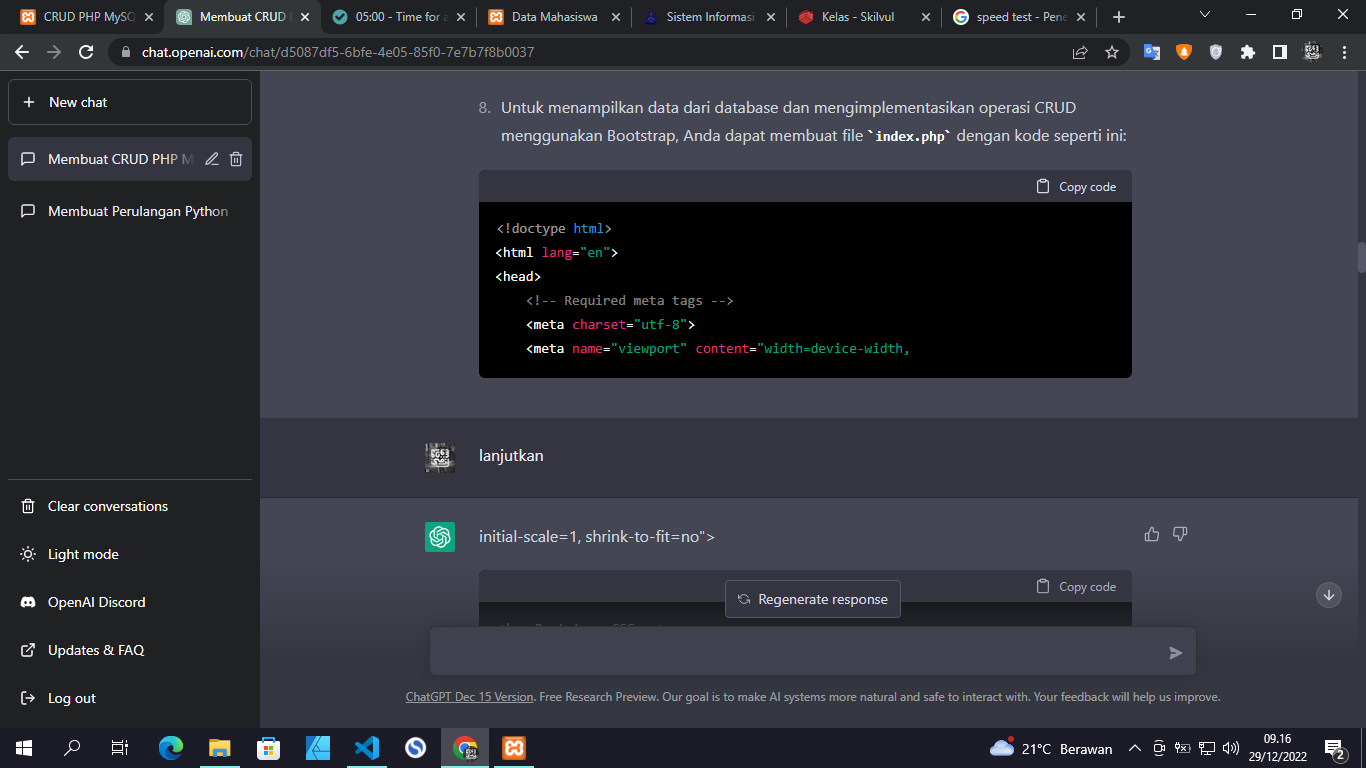 CRUD PHP MySQ
Membuat CRUD
05:00 - Time for a
Data Mahasiswa
Sistem Informasi
Kelas - Skilvul
speed test - Pene
chat.openai.com/chat/d5087df5-6bfe-4e05-85f0-7e7b7f8b0037
New chat
Membuat CRUD PHP M
Membuat Perulangan Python
8. Untuk menampilkan data dari database dan mengimplementasikan operasi CRUD
menggunakan Bootstrap, Anda dapat membuat file `index.php` dengan kode seperti ini:
Copy code
<!doctype html>
<html lang="en">
<head>
<!-- Required meta tags -->
<meta charset="utf-8">
<meta name="viewport" content="width=device-width,
lanjutkan
initial-scale=1, shrink-to-fit=no">
Copy code
Regenerate response
Clear conversations
Light mode
OpenAI Discord
Updates & FAQ
Log out
ChatGPT Dec 15 Version. Free Research Preview. Our goal is to make AI systems more natural and safe to interact with. Your feedback will help us improve.
21°C Berawan
09.16
29/12/2022
2